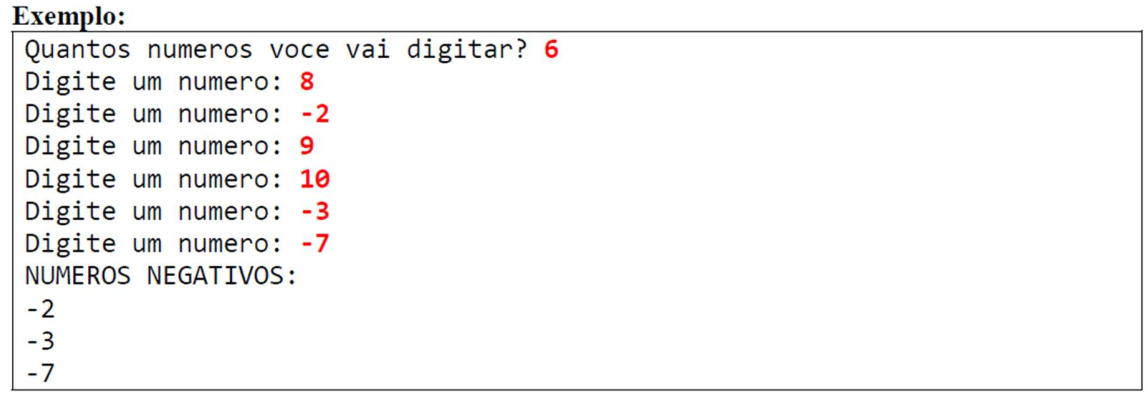 Exemplo:
Quantos numeros voce vai digitar? 6
Digite um numero: 8
Digite um numero: -2
Digite um numero: 9
Digite um numero: 10
Digite um numero: -3
Digite um numero: -7
NUMEROS NEGATIVOS:
-2
-3
-7